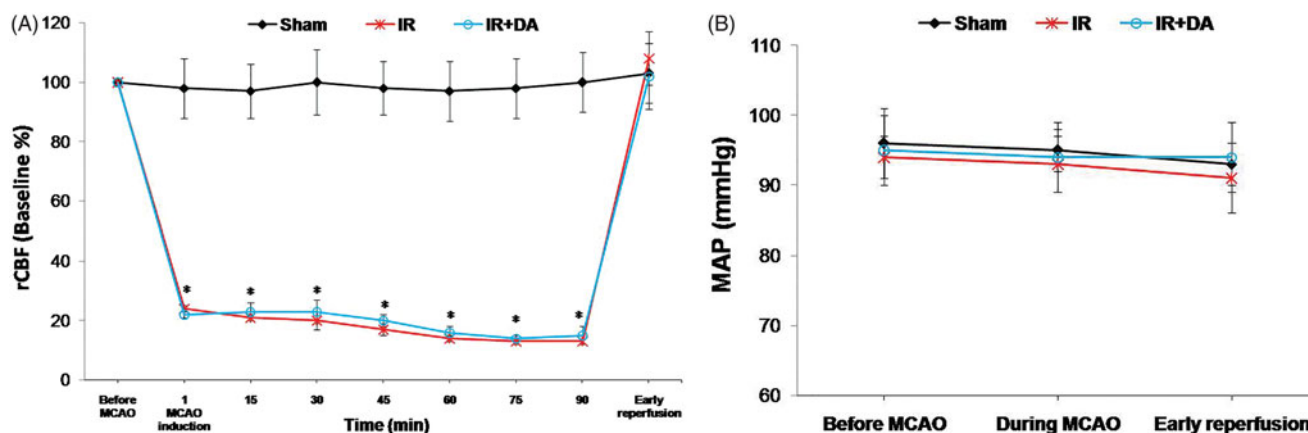 (A)
Sham IR IR+DA
120
100
80
60
40
20
0
rCBF (Baseline %)
* * * * * * *
Before MCAO
1 MCAO induction
15 30 45 60 75 90
Early reperfusion
Time (min)
(B)
Sham IR IR+DA
110
100
90
80
70
60
MAP (mmHg)
Before MCAO During MCAO Early reperfusion